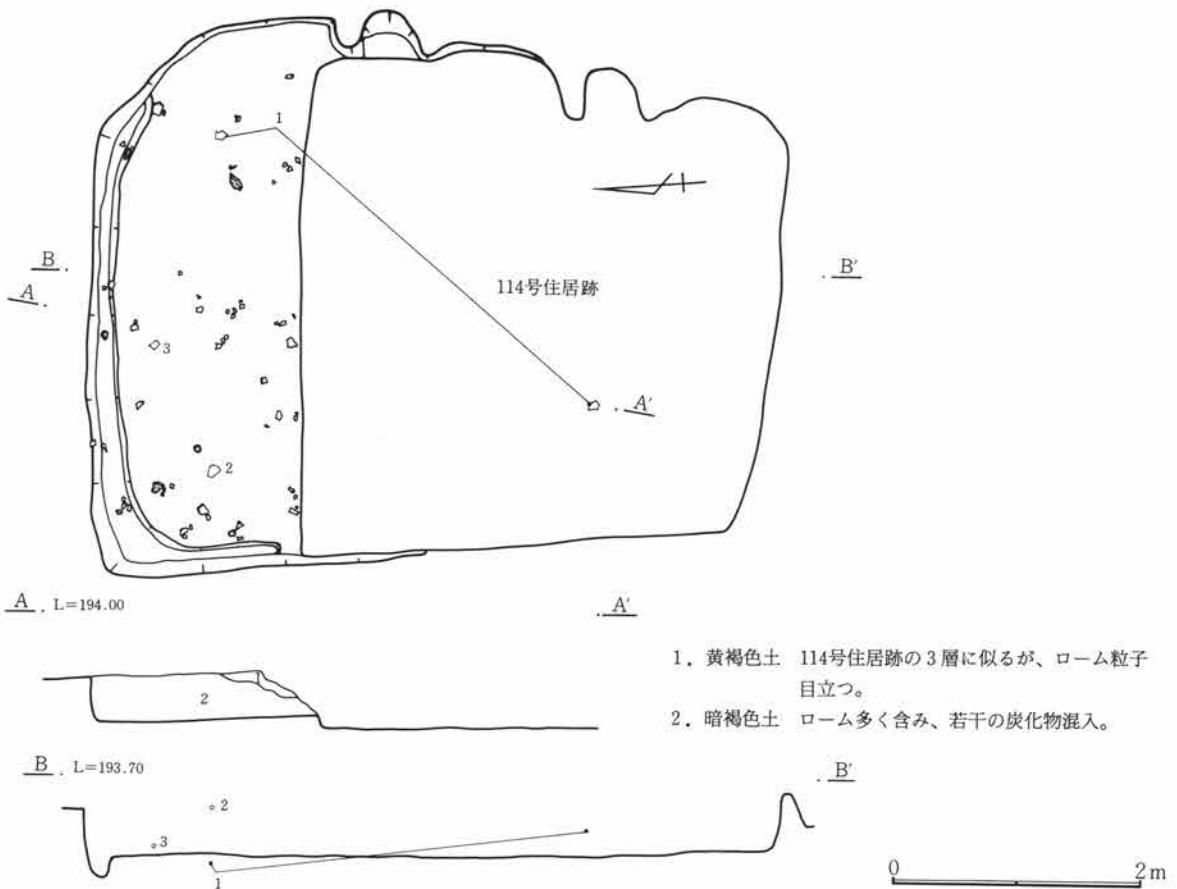 1
B
B'
A
114号住居跡
3
A'
2
A L=194.00
A'
1. 黄褐色土 114号住居跡の3層に似るが、ローム粒子
目立つ。
2
2. 暗褐色土 ローム多く含み、若干の炭化物混入。
B L=193.70
B'
2
3
1
0 2m